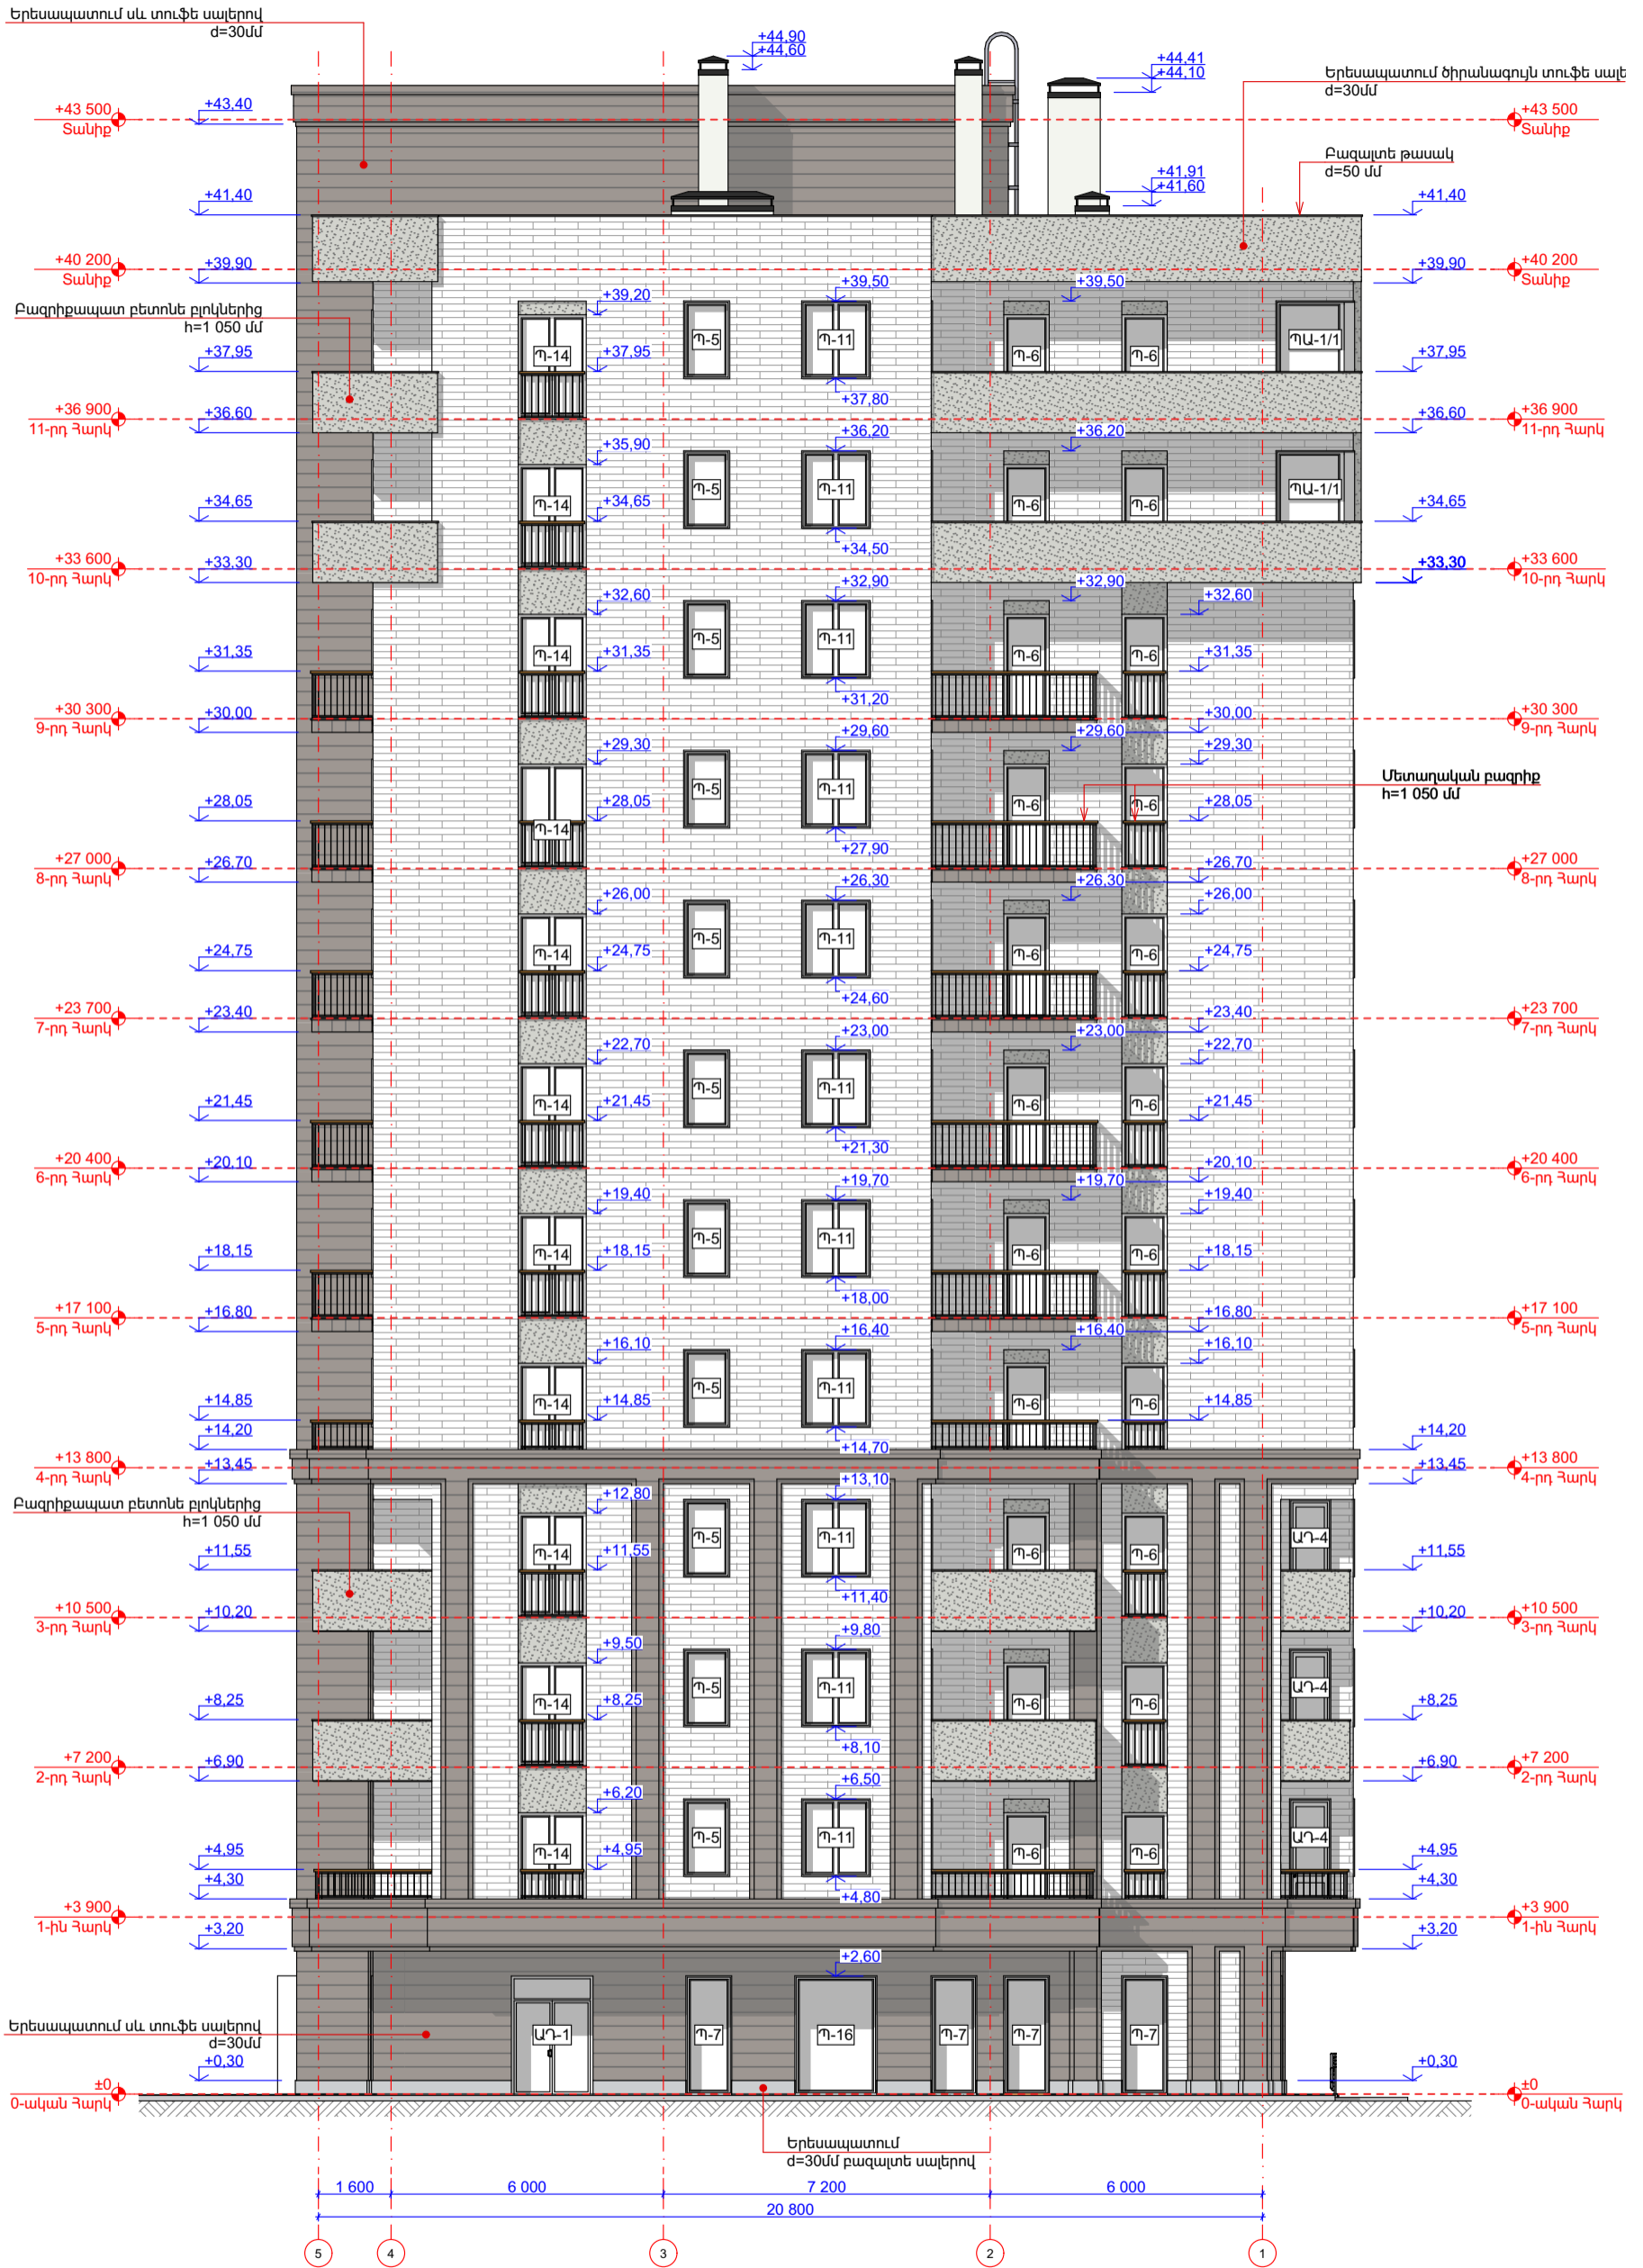 Երեսապատում սև տուֆե սալերով
d=30մմ
+44,90
+44,60
+44,41
+44,10
Երեսապատում ծիրանագույն տուֆե սալե
d=30մմ
+43 500
Տանիք
+43,40
+43 500
Տանիք
Բազալտե թասակ
d=50 մմ
+41,91
+41,60
+41,40
+41,40
+40 200
Տանիք
+39,90
+39,90
+40 200
Տանիք
+39,20
+39,50
+39,50
Բազրիքապատ բետոնե բլոկներից
h=1 050 մմ
Պ-14
Պ-5
Պ-11
Պ-6
Պ-6
ՊԱ-1/1
+37,95
+37,95
+37,95
+37,80
+36 900
11-րդ Հարկ
+36,60
+36,60
+36 900
11-րդ Հարկ
+35,90
+36,20
+36,20
Պ-14
Պ-5
Պ-11
Պ-6
Պ-6
ՊԱ-1/1
+34,65
+34,65
+34,65
+34,50
+33 600
10-րդ Հարկ
+33,30
+33,30
+33 600
10-րդ Հարկ
+32,60
+32,90
+32,90
+32,60
Պ-14
Պ-5
Պ-11
Պ-6
Պ-6
+31,35
+31,35
+31,35
+31,20
+30 300
9-րդ Հարկ
+30,00
+30,00
+30 300
9-րդ Հարկ
+29,30
+29,60
+29,60
+29,30
Մետաղական բազրիք
h=1 050 մմ
Պ-14
Պ-5
Պ-11
Պ-6
Պ-6
+28,05
+28,05
+28,05
+27,90
+27 000
8-րդ Հարկ
+26,70
+26,70
+27 000
8-րդ Հարկ
+26,00
+26,30
+26,30
+26,00
Պ-14
Պ-5
Պ-11
Պ-6
Պ-6
+24,75
+24,75
+24,75
+24,60
+23 700
7-րդ Հարկ
+23,40
+23,40
+23 700
7-րդ Հարկ
+22,70
+23,00
+23,00
+22,70
Պ-14
Պ-5
Պ-11
Պ-6
Պ-6
+21,45
+21,45
+21,45
+21,30
+20 400
6-րդ Հարկ
+20,10
+20,10
+20 400
6-րդ Հարկ
+19,40
+19,70
+19,70
+19,40
Պ-14
Պ-5
Պ-11
Պ-6
Պ-6
+18,15
+18,15
+18,15
+18,00
+17 100
5-րդ Հարկ
+16,80
+16,80
+17 100
5-րդ Հարկ
+16,10
+16,40
+16,40
+16,10
Պ-14
Պ-5
Պ-11
Պ-6
Պ-6
+14,85
+14,85
+14,85
+14,70
+14,20
+14,20
+13 800
4-րդ Հարկ
+13,45
+13,45
+13 800
4-րդ Հարկ
+12,80
+13,10
Բազրիքապատ բետոնե բլոկներից
h=1 050 մմ
Պ-14
Պ-5
Պ-11
Պ-6
Պ-6
ԱԴ-4
+11,55
+11,55
+11,55
+11,40
+10 500
3-րդ Հարկ
+10,20
+10,20
+10 500
3-րդ Հարկ
+9,50
+9,80
Պ-14
Պ-5
Պ-11
Պ-6
Պ-6
ԱԴ-4
+8,25
+8,25
+8,25
+8,10
+7 200
2-րդ Հարկ
+6,90
+6,90
+7 200
2-րդ Հարկ
+6,20
+6,50
Պ-14
Պ-5
Պ-11
Պ-6
Պ-6
ԱԴ-4
+4,95
+4,95
+4,95
+4,80
+4,30
+4,30
+3 900
1-ին Հարկ
+3,20
+3,20
+3 900
1-ին Հարկ
+2,60
Երեսապատում սև տուֆե սալերով
d=30մմ
ԱԴ-1
Պ-7
Պ-16
Պ-7
Պ-7
Պ-7
+0,30
+0,30
±0
0-ական Հարկ
±0
0-ական Հարկ
Երեսապատում
d=30մմ բազալտե սալերով
1 600
6 000
7 200
6 000
20 800
5
4
3
2
1